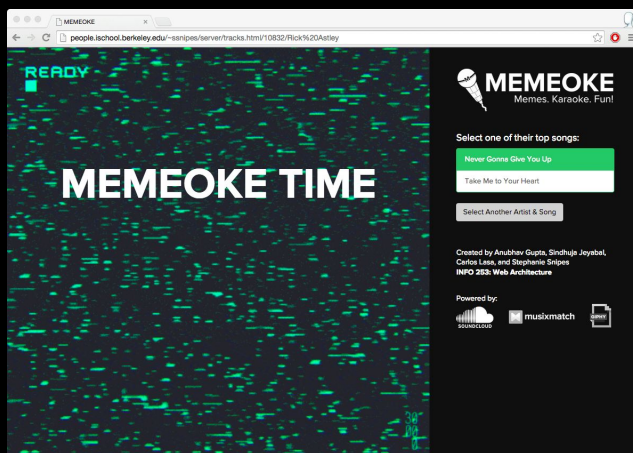 MEMEOKE
people.ischool.berkeley.edu/~ssnipes/server/tracks.html/10832/Rick%20Astley
READY
MEMEOKE TIME
MEMEOKE
Memes. Karaoke. Fun!
Select one of their top songs:
Never Gonna Give You Up
Take Me to Your Heart
Select Another Artist & Song
Created by Anubhav Gupta, Sindhuja Jeyabal,
Carlos Lasa, and Stephanie Snipes
INFO 253: Web Architecture
Powered by:
SOUNDCLOUD
musixmatch
GIPHY